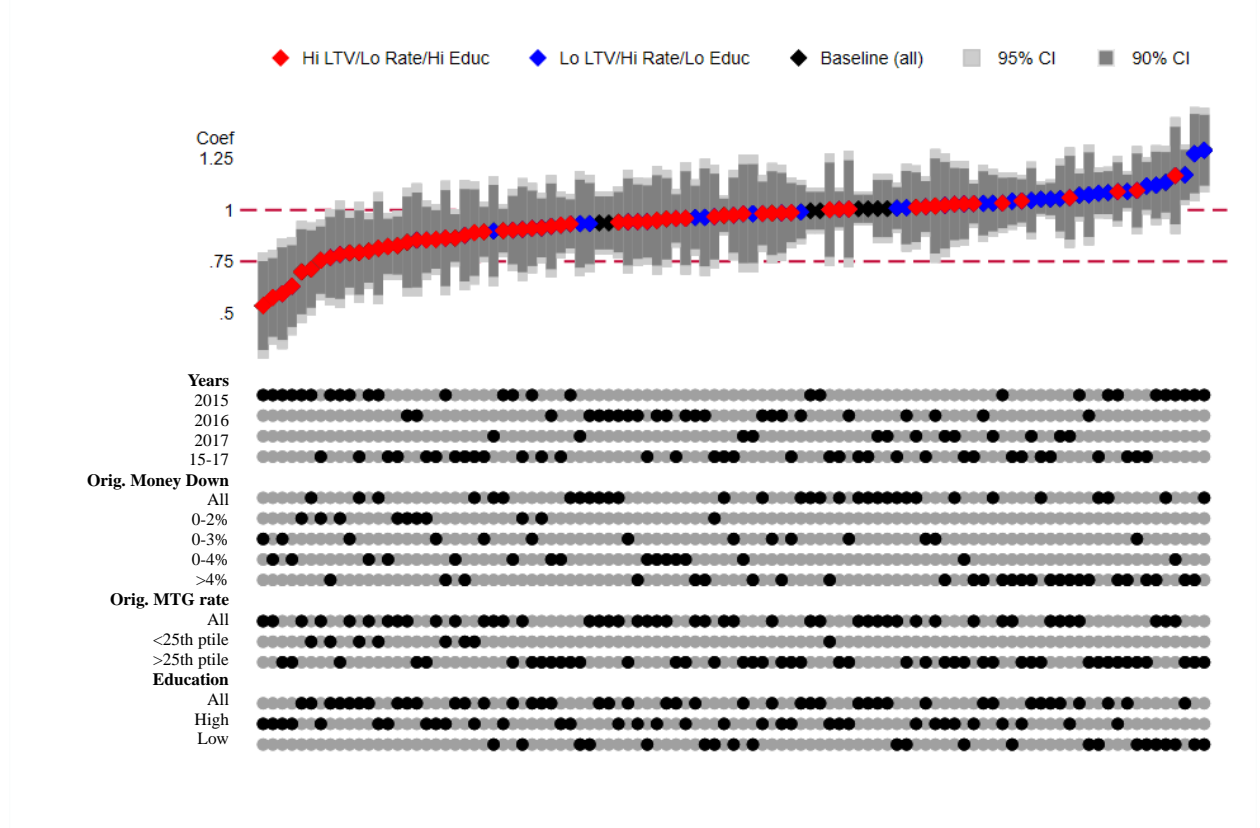 Hi LTV/Lo Rate/Hi Educ Lo LTV/Hi Rate/Lo Educ Baseline (all) 95% CI 90% CI
Coef
1.25
1
.75
.5
Years
2015
2016
2017
15-17
Orig. Money Down
All
0-2%
0-3%
0-4%
>4%
Orig. MTG rate
All
<25th ptile
>25th ptile
Education
All
High
Low